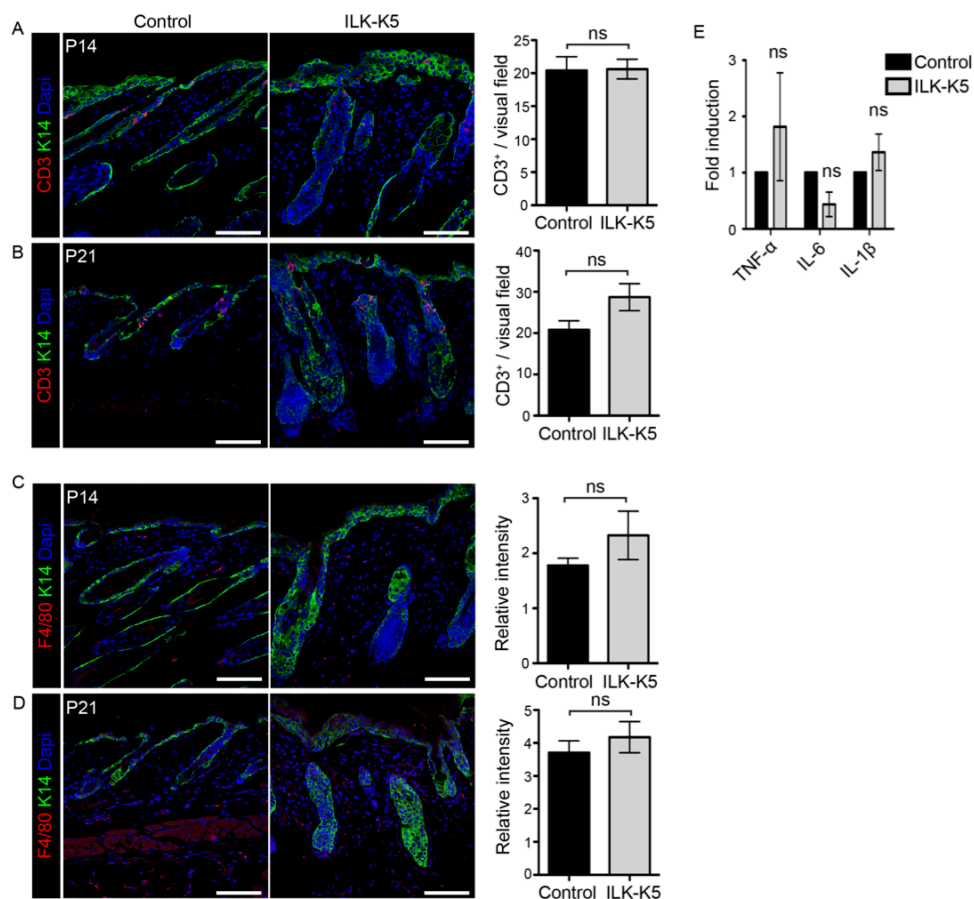 Control
ILK-K5
A
P14
CD3 K14 Dapi
CD3⁺ / visual field
25
20
15
10
5
0
ns
Control ILK-K5
B
P21
CD3 K14 Dapi
CD3⁺ / visual field
40
30
20
10
0
ns
Control ILK-K5
C
P14
F4/80 K14 Dapi
Relative intensity
3
2
1
0
ns
Control ILK-K5
D
P21
F4/80 K14 Dapi
Relative intensity
5
4
3
2
1
0
ns
Control ILK-K5
E
Control
ILK-K5
Fold induction
3
2
1
0
ns
ns
ns
TNF-α
IL-6
IL-1β